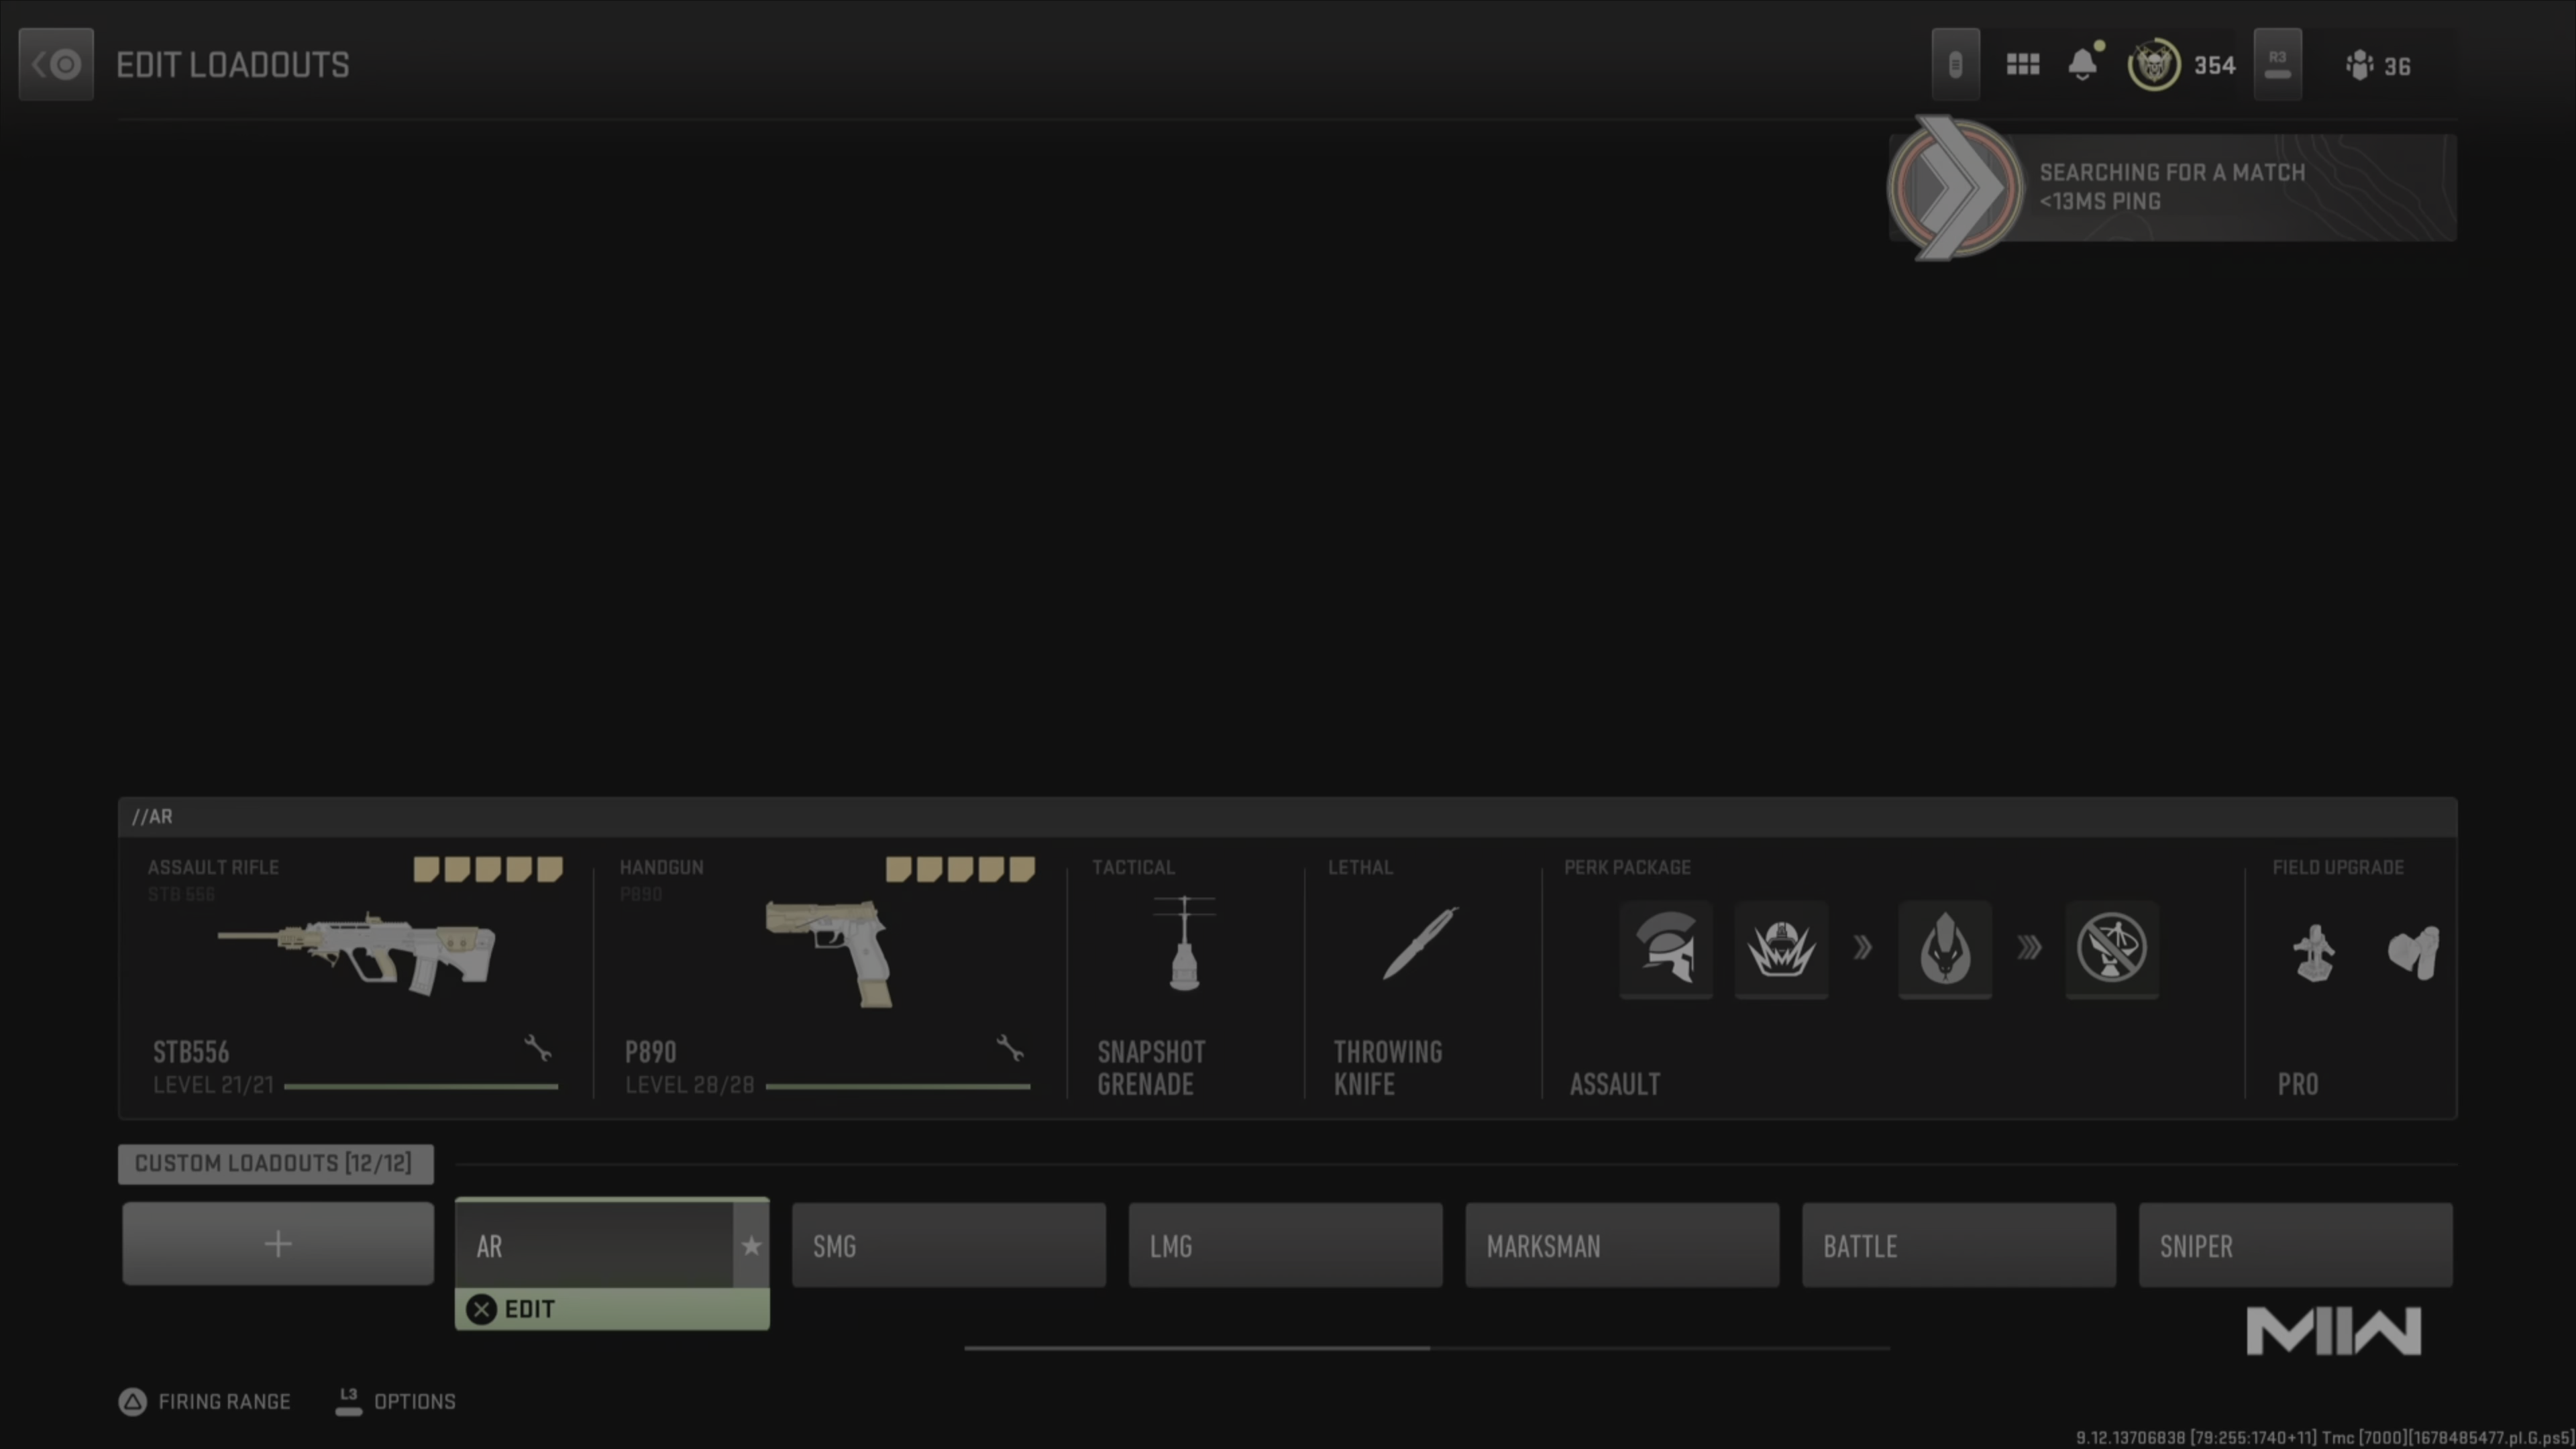 EDIT LOADOUTS
354
R3
36
SEARCHING FOR A MATCH
<13MS PING
//AR
ASSAULT RIFLE
STB 556
STB556
LEVEL 21/21
HANDGUN
P890
P890
LEVEL 28/28
TACTICAL
SNAPSHOT
GRENADE
LETHAL
THROWING
KNIFE
PERK PACKAGE
ASSAULT
FIELD UPGRADE
PRO
CUSTOM LOADOUTS [12/12]
+
AR
EDIT
SMG
LMG
MARKSMAN
BATTLE
SNIPER
MIIW
FIRING RANGE
L3
OPTIONS
9.12.13706838 [79:255:1740+11] Tmc [7000][1678485477.pl.G.ps5]